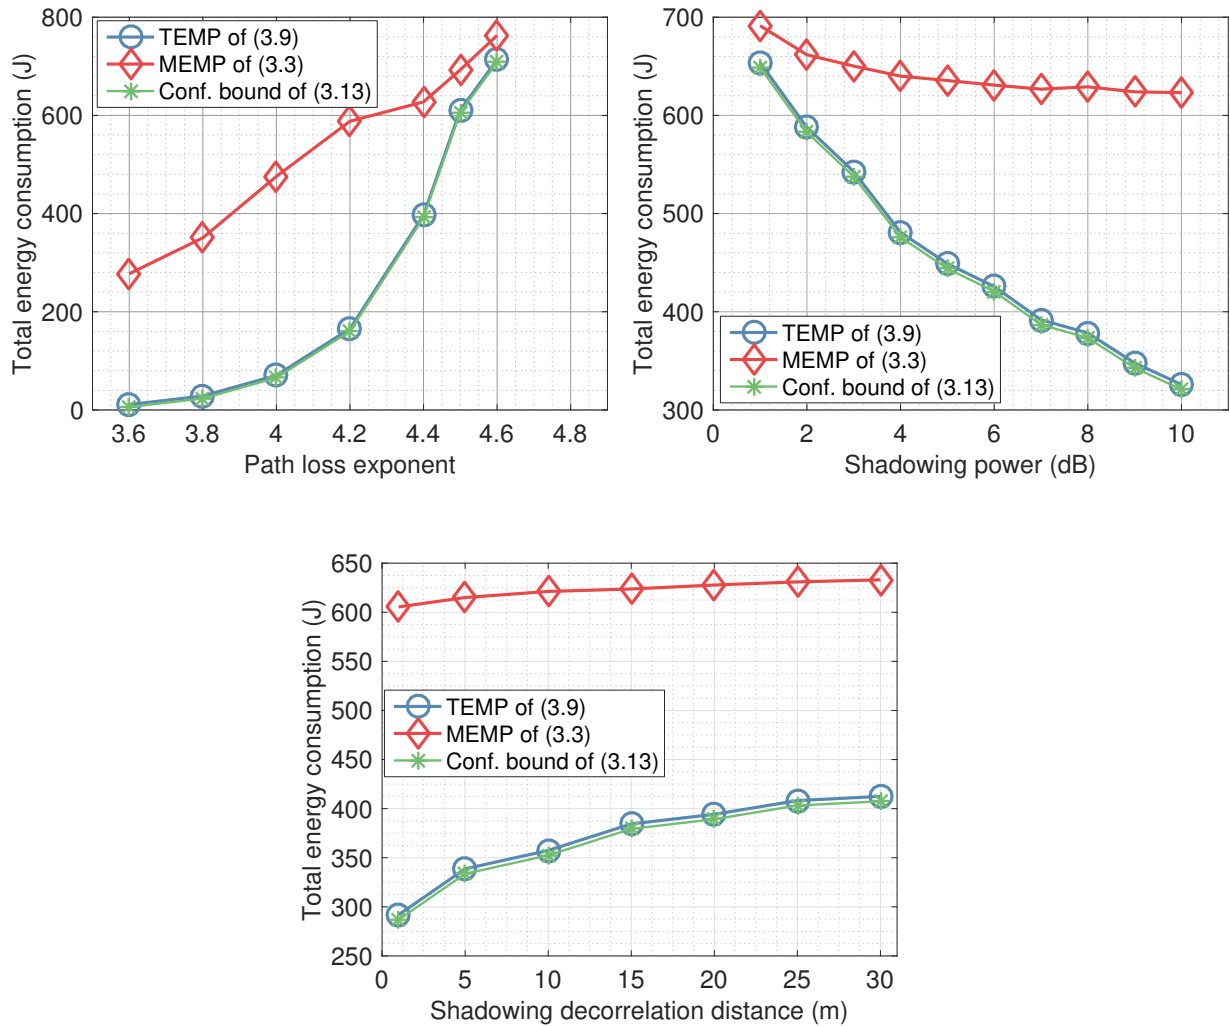 Total energy consumption (J)
800
600
400
200
0
TEMP of (3.9)
MEMP of (3.3)
Conf. bound of (3.13)
3.6 3.8 4 4.2 4.4 4.6 4.8
Path loss exponent
Total energy consumption (J)
700
600
500
400
300
TEMP of (3.9)
MEMP of (3.3)
Conf. bound of (3.13)
0 2 4 6 8 10
Shadowing power (dB)
Total energy consumption (J)
650
600
550
500
450
400
350
300
250
TEMP of (3.9)
MEMP of (3.3)
Conf. bound of (3.13)
0 5 10 15 20 25 30
Shadowing decorrelation distance (m)